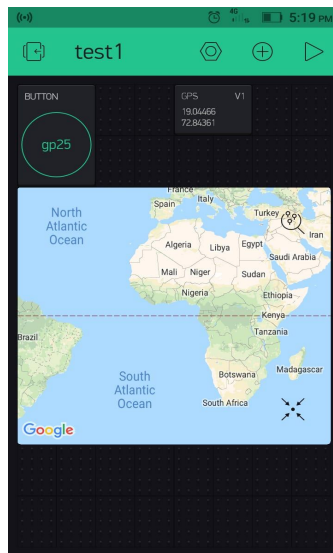 4G
5:19 PM
test1
BUTTON
gp25
GPS V1
19.04466
72.84361
North
Atlantic
Ocean
France
Spain
Italy
Turkey
Iran
Algeria
Libya
Egypt
Saudi Arabia
Mali
Niger
Sudan
Nigeria
Ethiopia
Kenya
Brazil
Tanzania
South
Atlantic
Ocean
Botswana
Madagascar
South Africa
Google